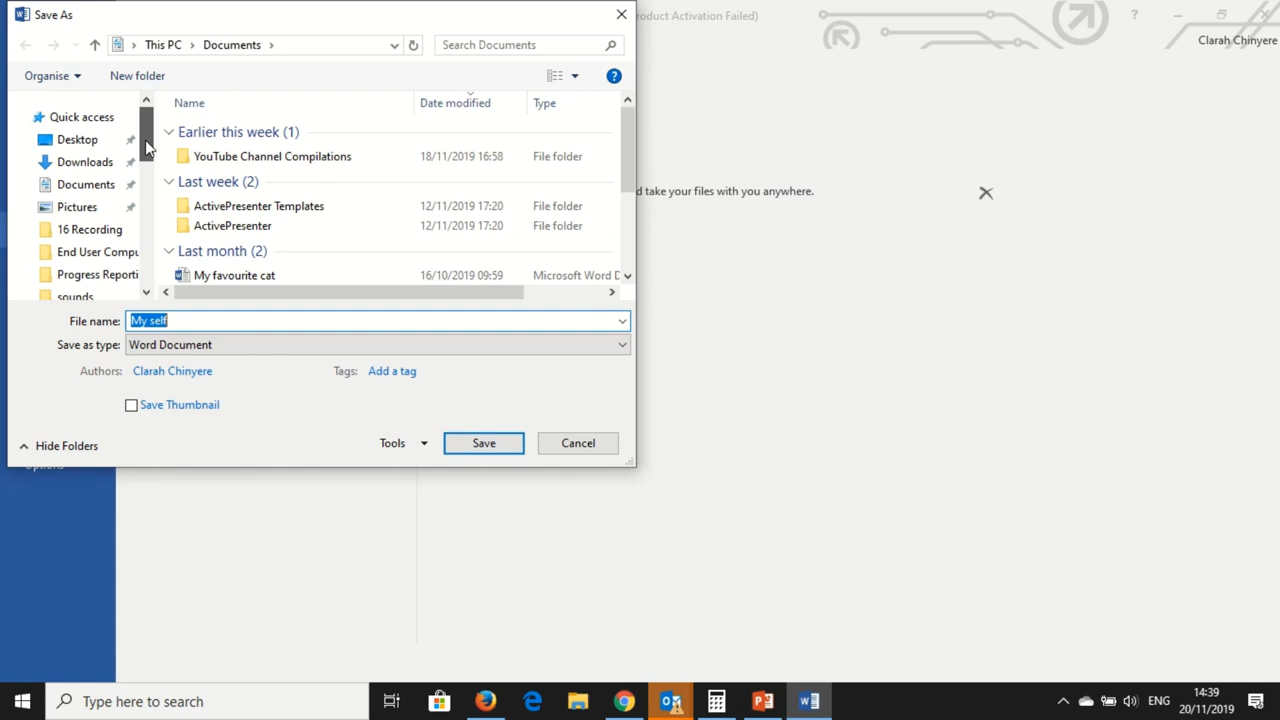 Save As
roduct Activation Failed)
?
Clarah Chinyere
This PC
Documents
Search Documents
Organise
New folder
?
Name
Date modified
Type
Quick access
Desktop
Downloads
Documents
Pictures
16 Recording
End User Compu
Progress Reporti
sounds
Earlier this week (1)
YouTube Channel Compilations 18/11/2019 16:58 File folder
Last week (2)
ActivePresenter Templates 12/11/2019 17:20 File folder
ActivePresenter 12/11/2019 17:20 File folder
Last month (2)
My favourite cat 16/10/2019 09:59 Microsoft Word D
d take your files with you anywhere.
File name: My self
Save as type: Word Document
Authors: Clarah Chinyere Tags: Add a tag
Save Thumbnail
Hide Folders
Tools
Save
Cancel
Options
Type here to search
ENG
14:39
20/11/2019